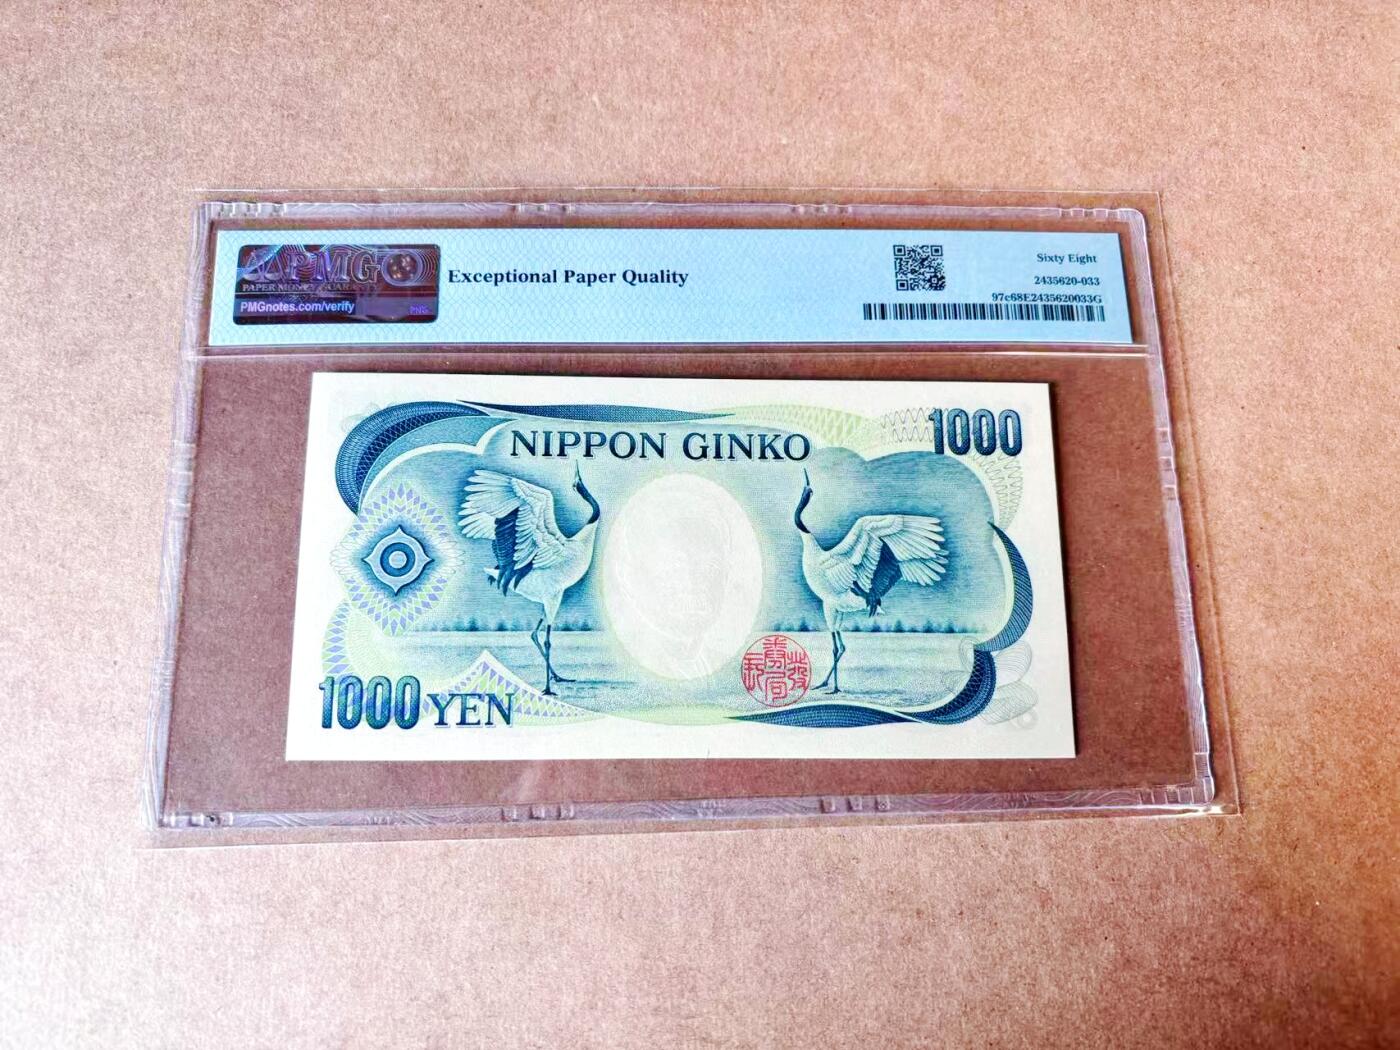 PMG
PAPER MONEY GUARANTY
PMGnotes.com/verify
Exceptional Paper Quality
Sixty Eight
2435620-033
97c68E2435620033G
NIPPON GINKO
1000
1000 YEN